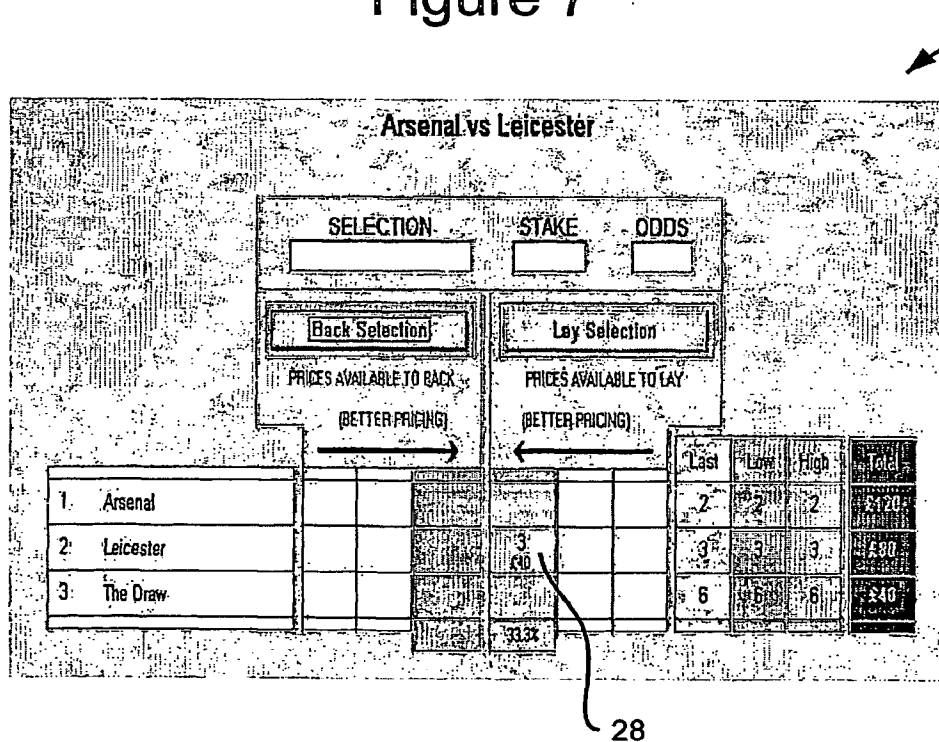 Figure 7
Arsenal vs Leicester
SELECTION STAKE ODDS
Back Selection Lay Selection
PRICES AVAILABLE TO BACK PRICES AVAILABLE TO LAY
(BETTER PRICING) (BETTER PRICING)
Last Low High Total
1. Arsenal 2 2 2 £120
2. Leicester 3 3 3 3 £80
£40
3 The Draw 6 6 6 £40
33.3%
28